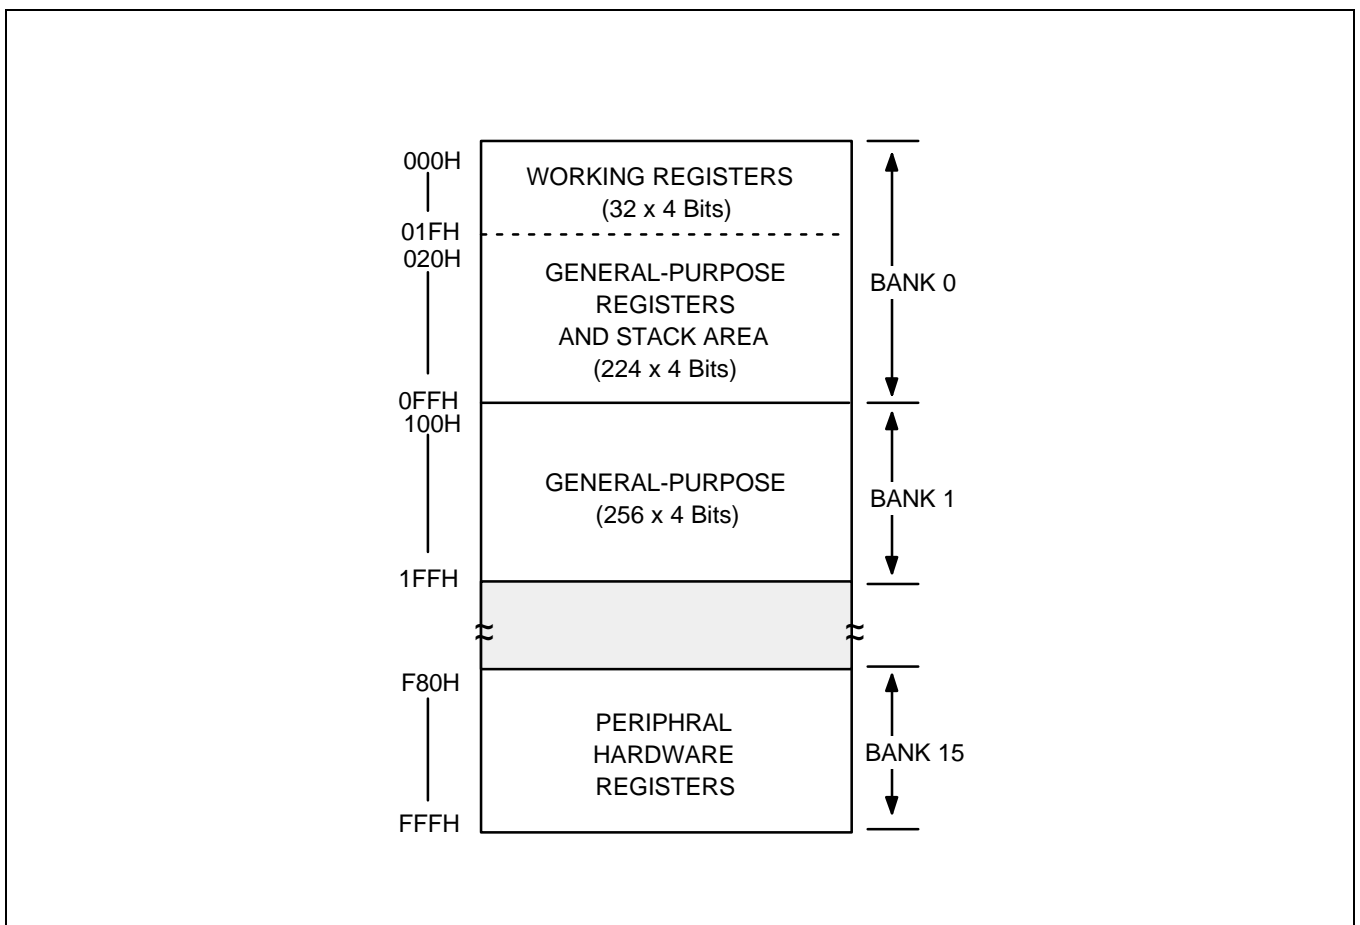 000H
WORKING REGISTERS
(32 x 4 Bits)
01FH
020H
GENERAL-PURPOSE
REGISTERS
AND STACK AREA
(224 x 4 Bits)
BANK 0
0FFH
100H
GENERAL-PURPOSE
(256 x 4 Bits)
BANK 1
1FFH
≈
≈
F80H
PERIPHRAL
HARDWARE
REGISTERS
BANK 15
FFFH